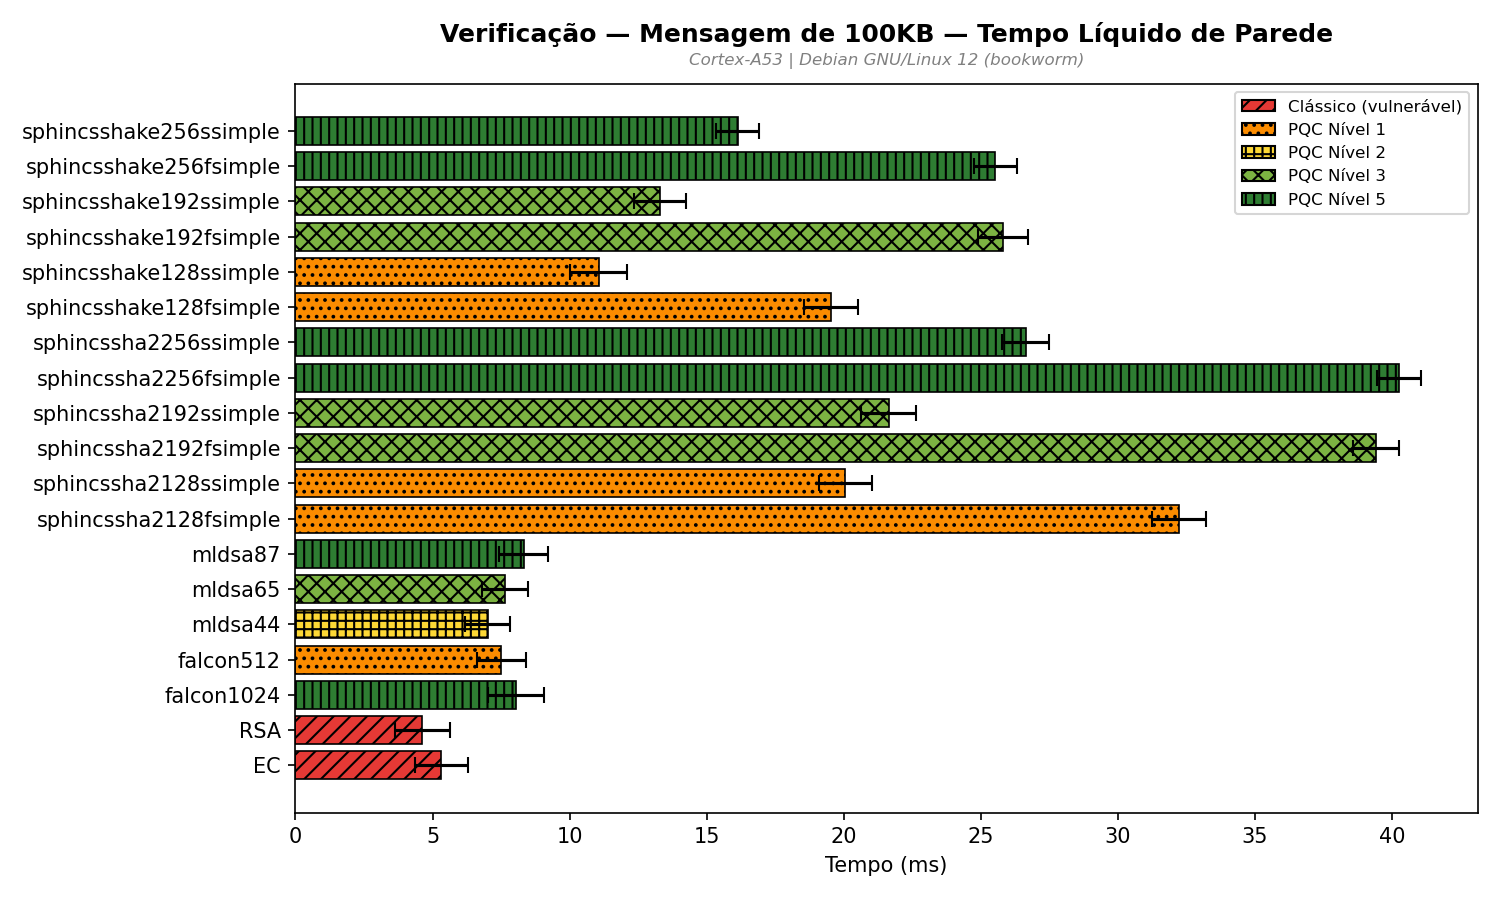 Verificação — Mensagem de 100KB — Tempo Líquido de Parede
Cortex-A53 | Debian GNU/Linux 12 (bookworm)
Clássico (vulnerável)
PQC Nível 1
PQC Nível 2
PQC Nível 3
PQC Nível 5
sphincsshake256ssimple
sphincsshake256fsimple
sphincsshake192ssimple
sphincsshake192fsimple
sphincsshake128ssimple
sphincsshake128fsimple
sphincssha2256ssimple
sphincssha2256fsimple
sphincssha2192ssimple
sphincssha2192fsimple
sphincssha2128ssimple
sphincssha2128fsimple
mldsa87
mldsa65
mldsa44
falcon512
falcon1024
RSA
EC
0 5 10 15 20 25 30 35 40
Tempo (ms)